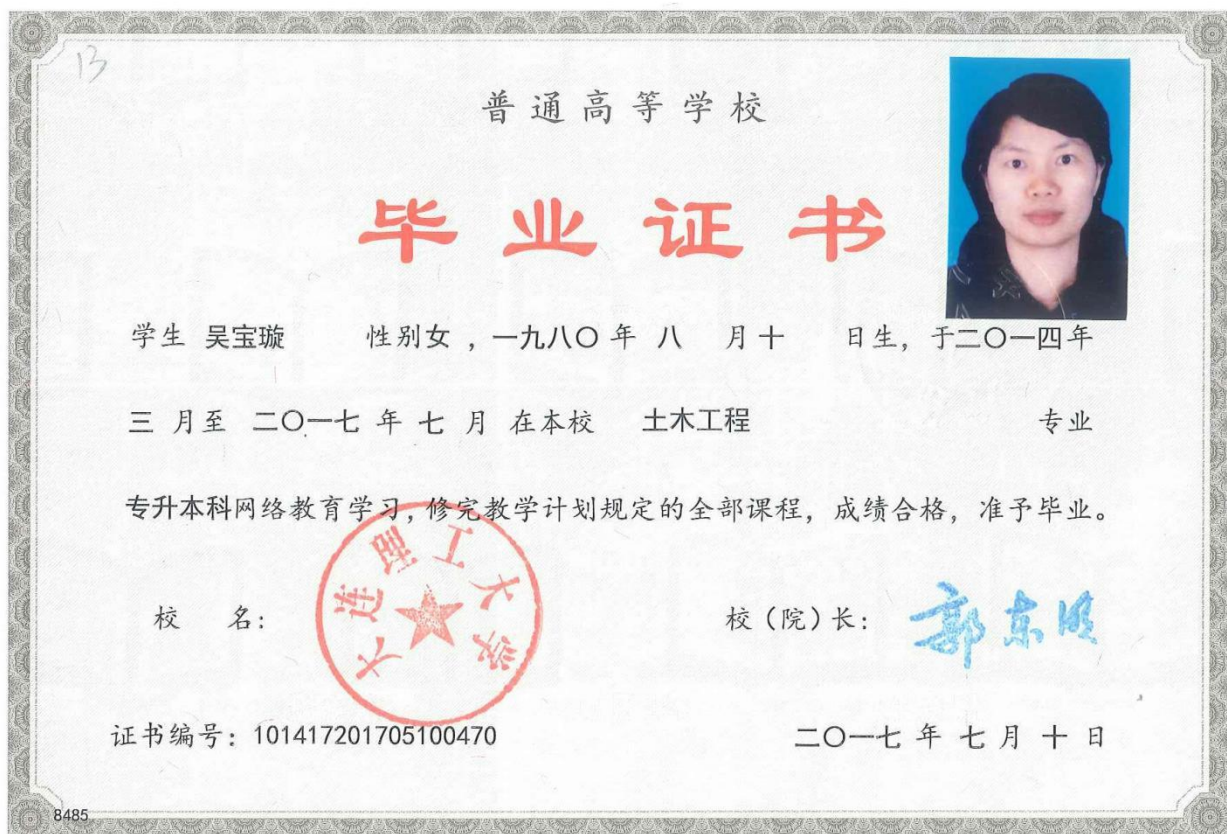 13
普通高等学校
毕业证书
学生 吴宝璇 性别女 ，一九八〇 年 八 月十 日生，于二〇一四年
三 月至 二〇一七 年 七 月 在本校 土木工程 专业
专升本科网络教育学习，修完教学计划规定的全部课程，成绩合格，准予毕业。
校 名：
大连理工大学
校（院）长： 郭东明
证书编号：101417201705100470
二〇一七 年 七 月 十 日
8485